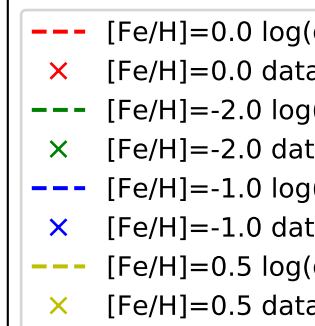 [Fe/H]=0.0 log(
[Fe/H]=0.0 data
[Fe/H]=-2.0 log(
[Fe/H]=-2.0 dat
[Fe/H]=-1.0 log(
[Fe/H]=-1.0 dat
[Fe/H]=0.5 log(
[Fe/H]=0.5 data